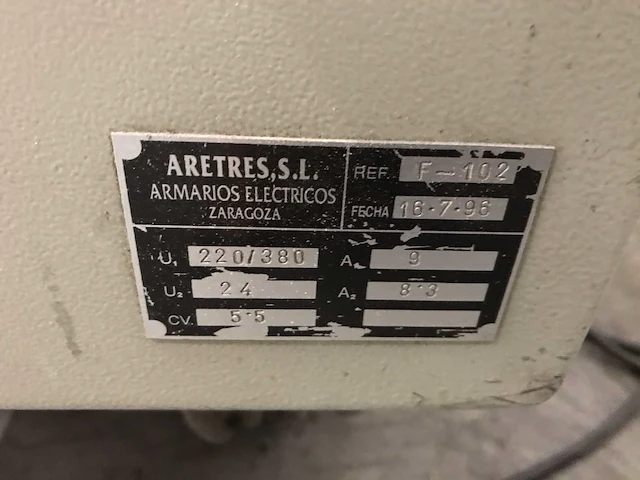 ARETRES, S.L.
ARMARIOS ELECTRICOS
ZARAGOZA
REF. F-102
FECHA 16-7-96
U₁ 220/380
A₁ 9
U₂ 24
A₂ 8·3
CV. 5·5